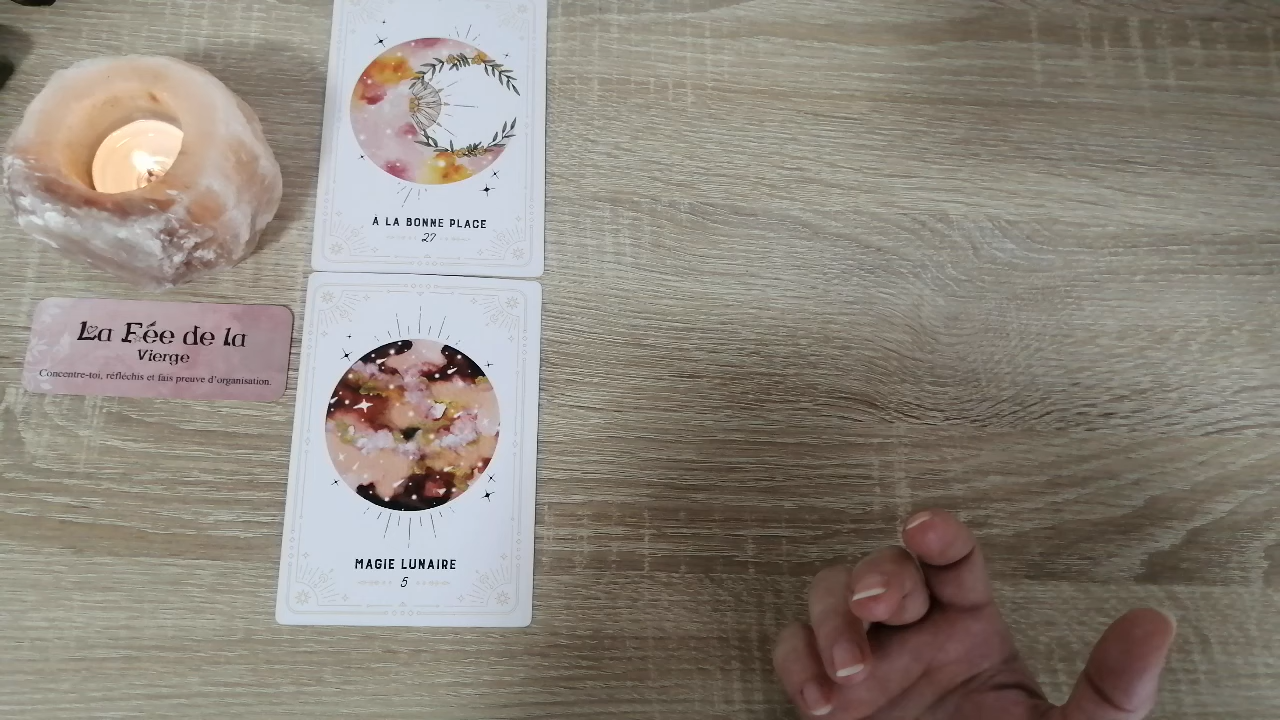 À LA BONNE PLACE
27
La Fée de la
Vierge
Concentre-toi, réfléchis et fais preuve d'organisation.
MAGIE LUNAIRE
5